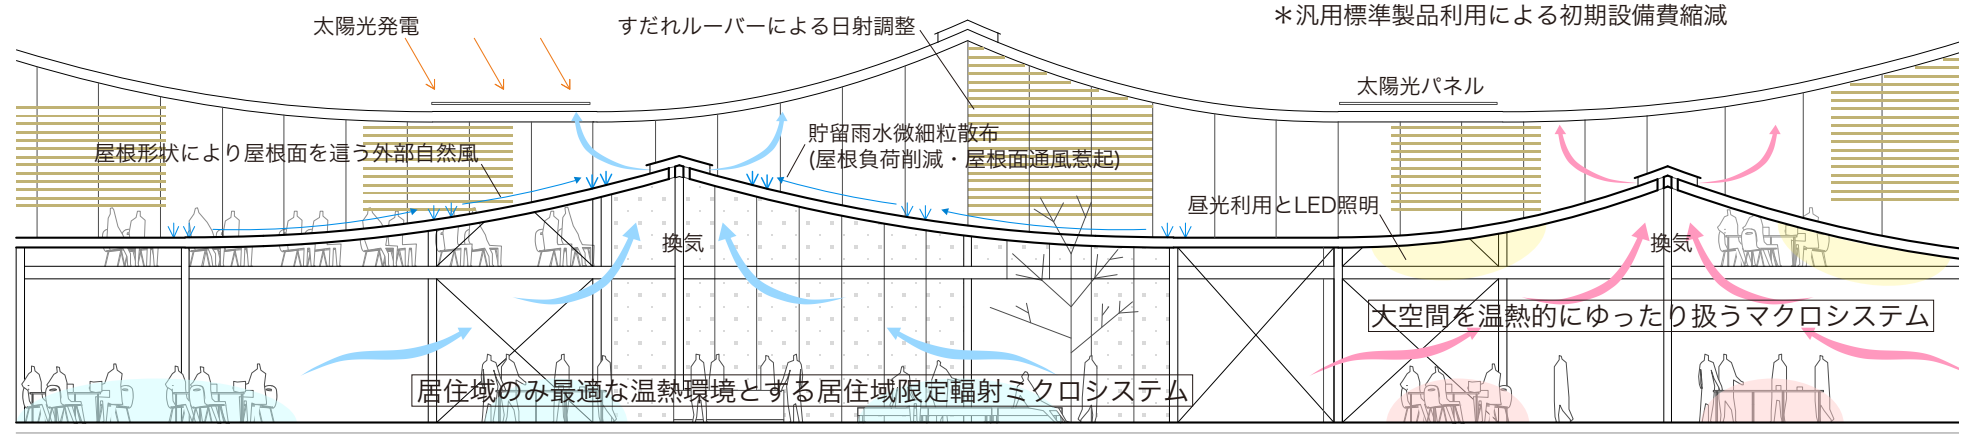 ＊汎用標準製品利用による初期設備費縮減
太陽光発電
すだれルーバーによる日射調整
太陽光パネル
貯留雨水微細粒散布
(屋根負荷削減・屋根面通風惹起)
屋根形状により屋根面を這う外部自然風
昼光利用とLED照明
換気
換気
大空間を温熱的にゆったり扱うマクロシステム
居住域のみ最適な温熱環境とする居住域限定輻射ミクロシステム